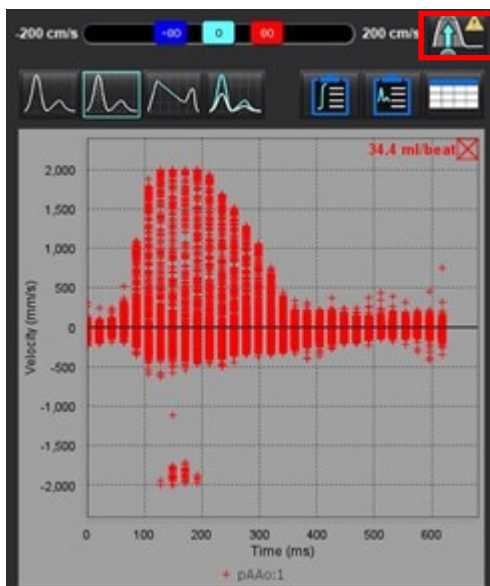 -200 cm/s -80 0 80 200 cm/s
34.4 ml/beat
2,000
1,500
1,000
500
0
-500
-1,000
-1,500
-2,000
Velocity (mm/s)
0 100 200 300 400 500 600
Time (ms)
+ pAAo:1